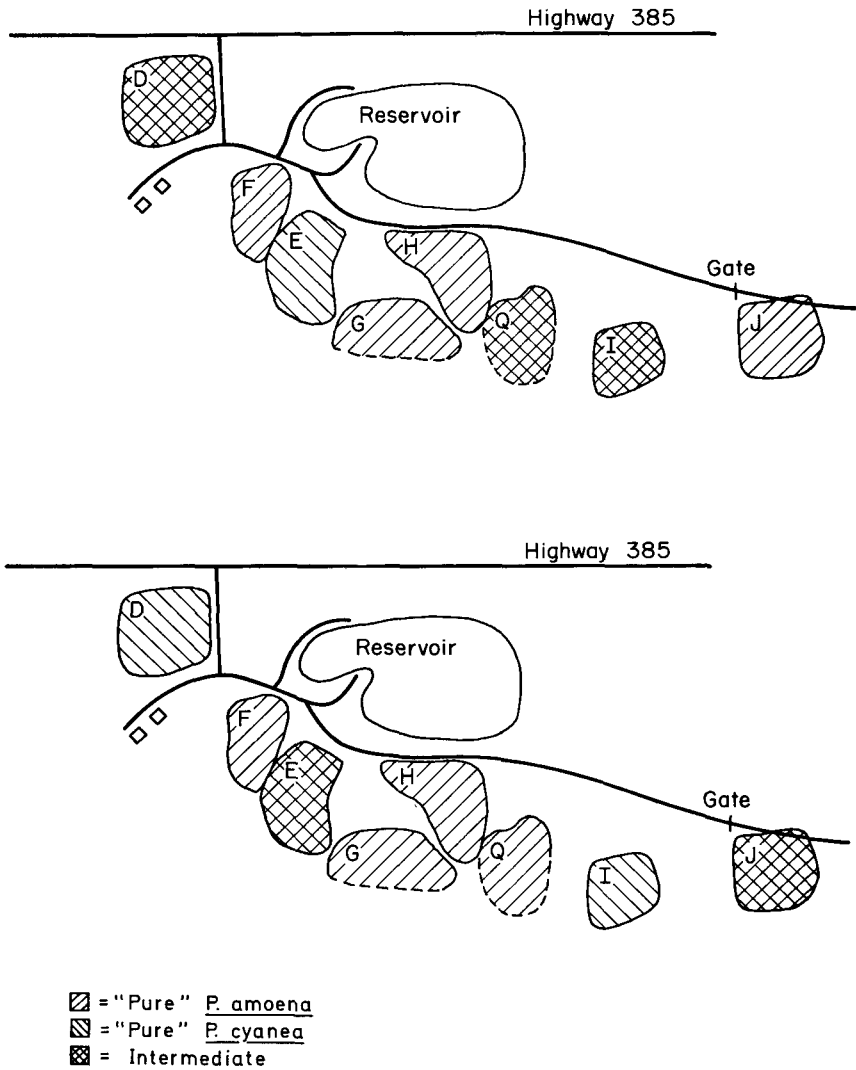 Highway 385
D
Reservoir
F
E
H
Gate
G
Q
I
J
Highway 385
D
Reservoir
F
E
H
Gate
G
Q
I
J
= "Pure" P. amoena
= "Pure" P. cyanea
= Intermediate